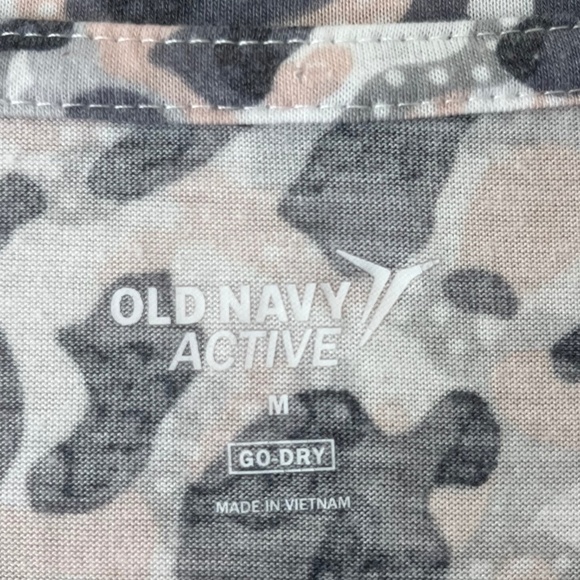 OLD NAVY
ACTIVE
M
GO-DRY
MADE IN VIETNAM